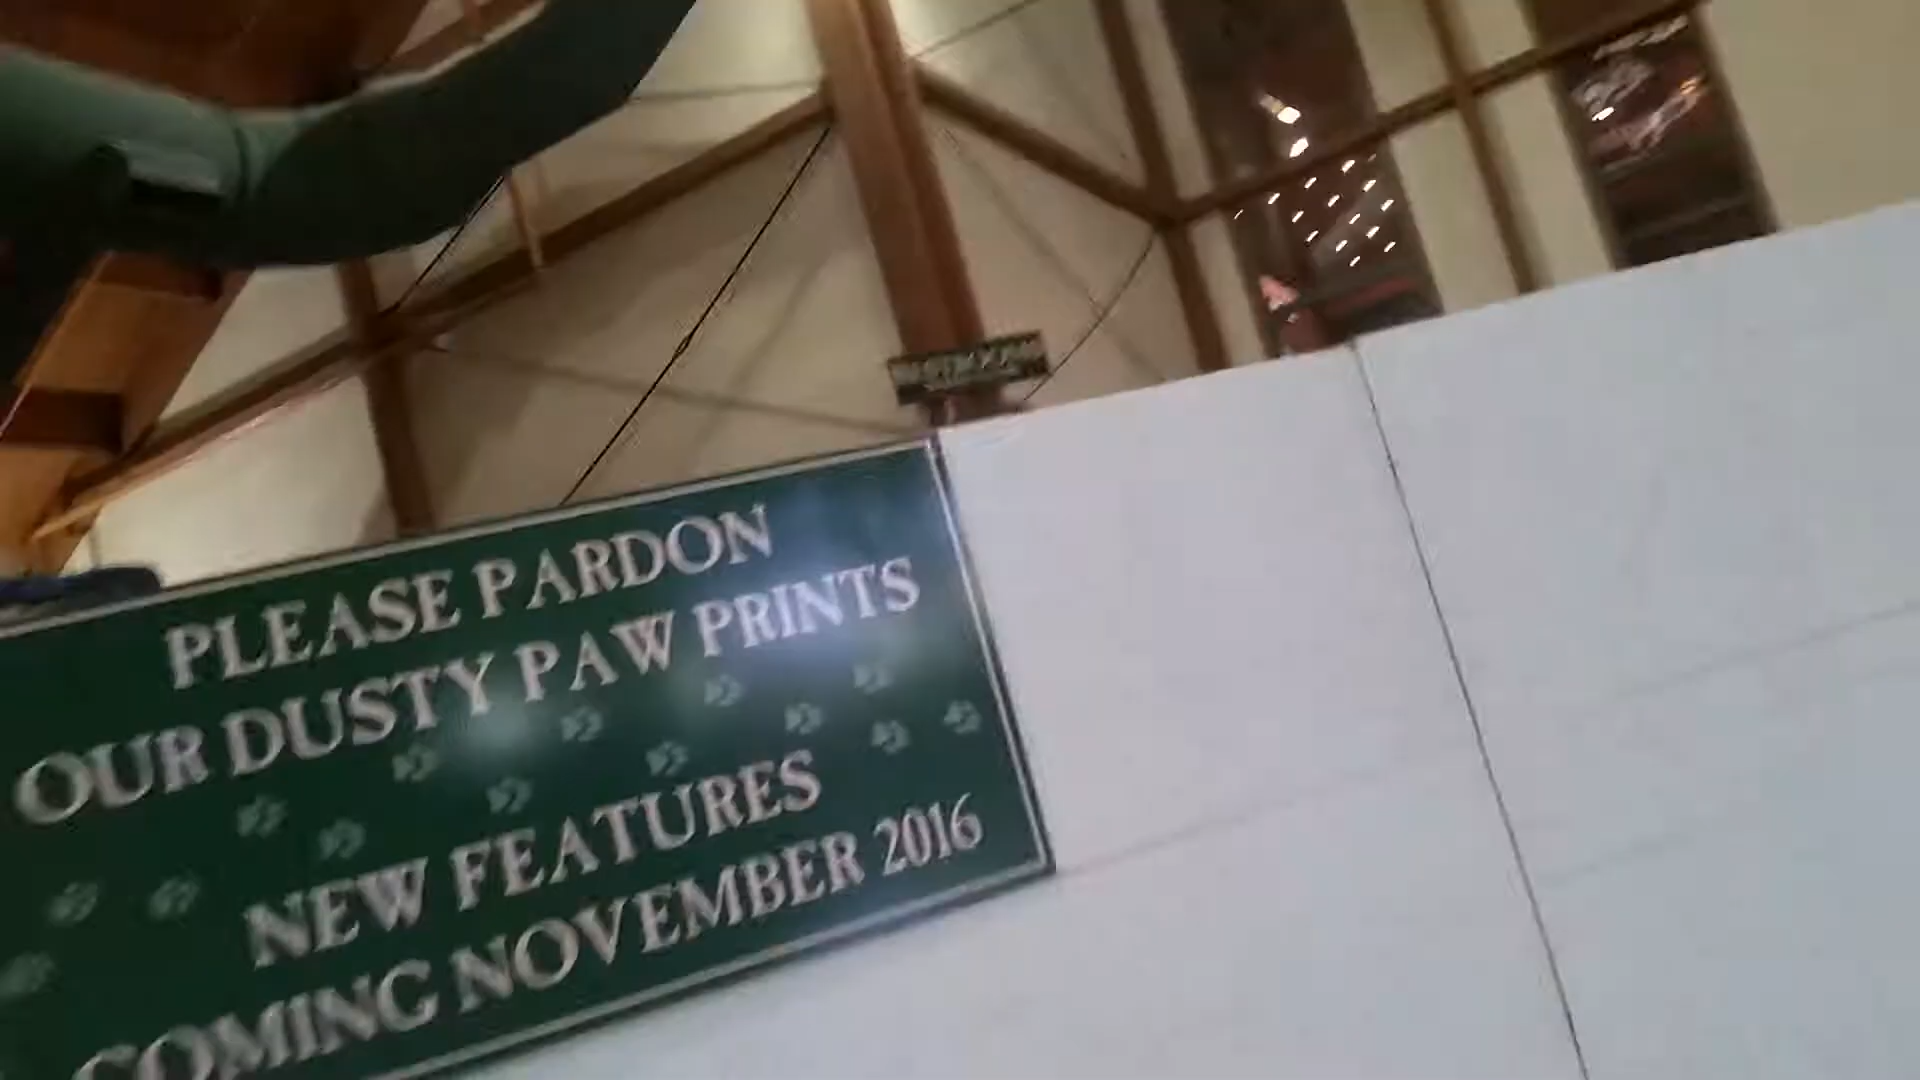 PLEASE PARDON
OUR DUSTY PAW PRINTS
NEW FEATURES
COMING NOVEMBER 2016